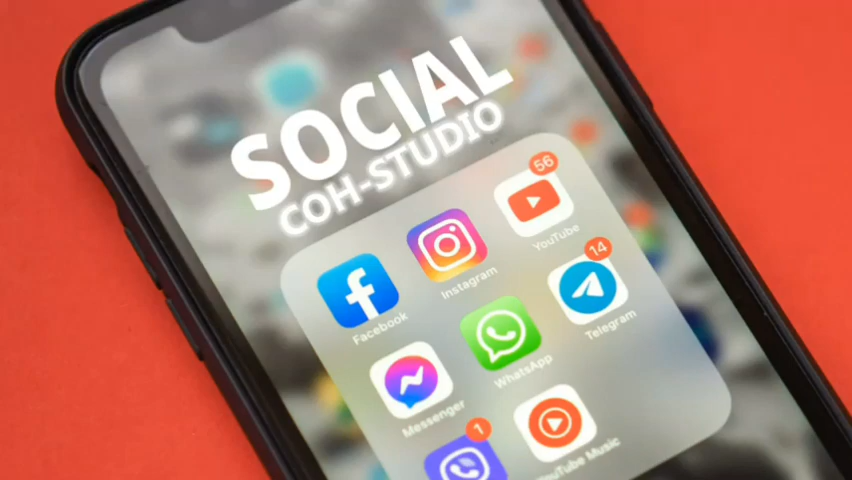 SOCIAL
COH-STUDIO
56
Facebook
Instagram
YouTube
14
Messenger
WhatsApp
Telegram
1
YouTube Music